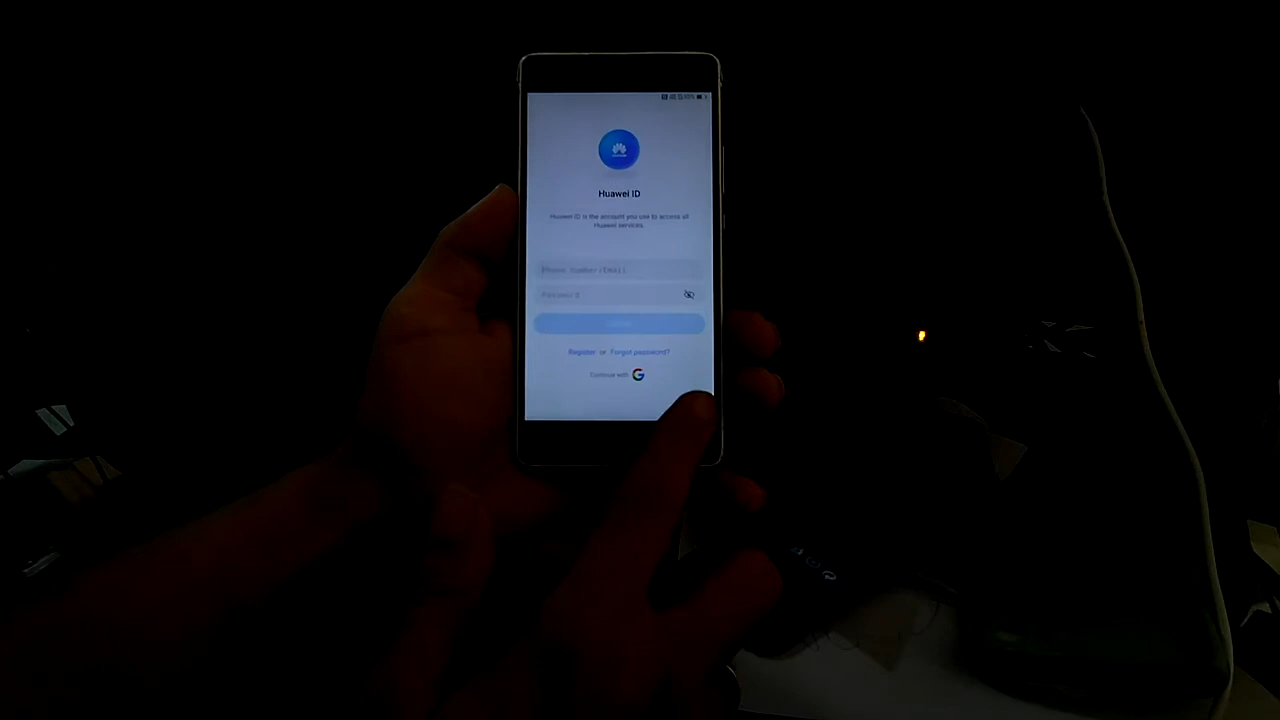 Huawei ID
Huawei ID is the account you use to access all
Huawei services.
Phone number/Email
Password
Register or Forgot password?
Continue with G